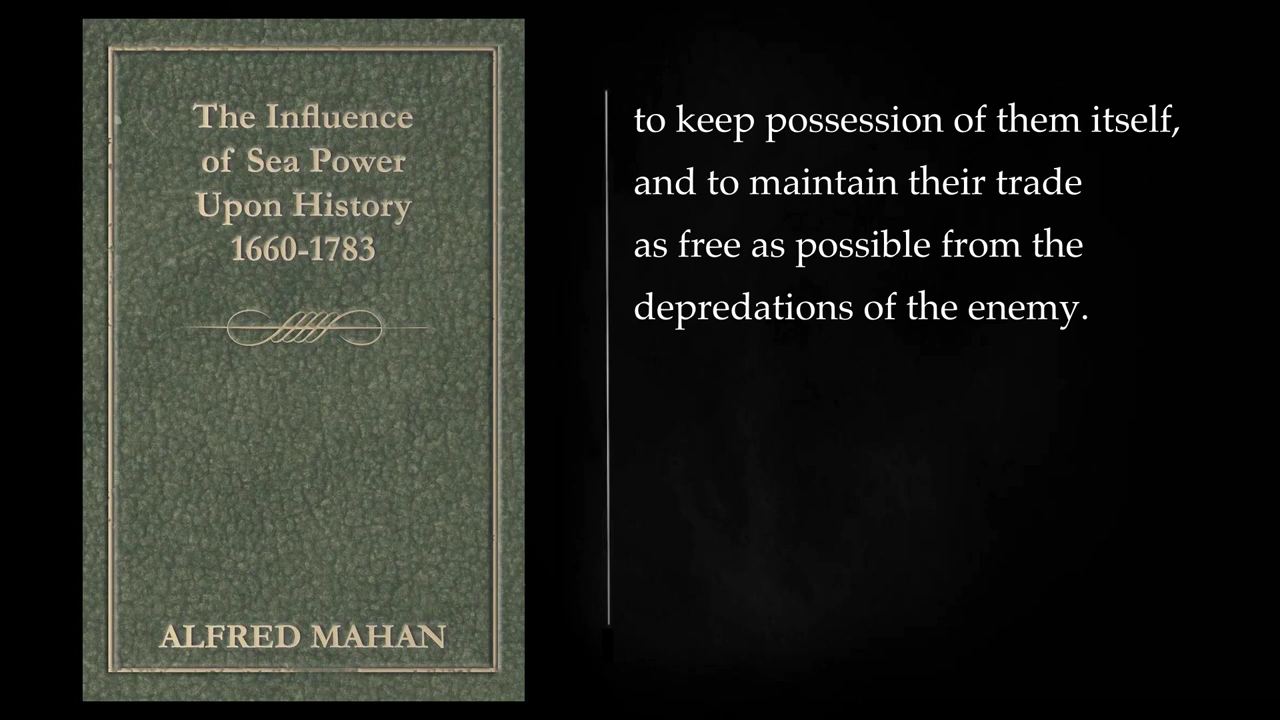 The Influence
of Sea Power
Upon History
1660-1783
ALFRED MAHAN
to keep possession of them itself,
and to maintain their trade
as free as possible from the
depredations of the enemy.